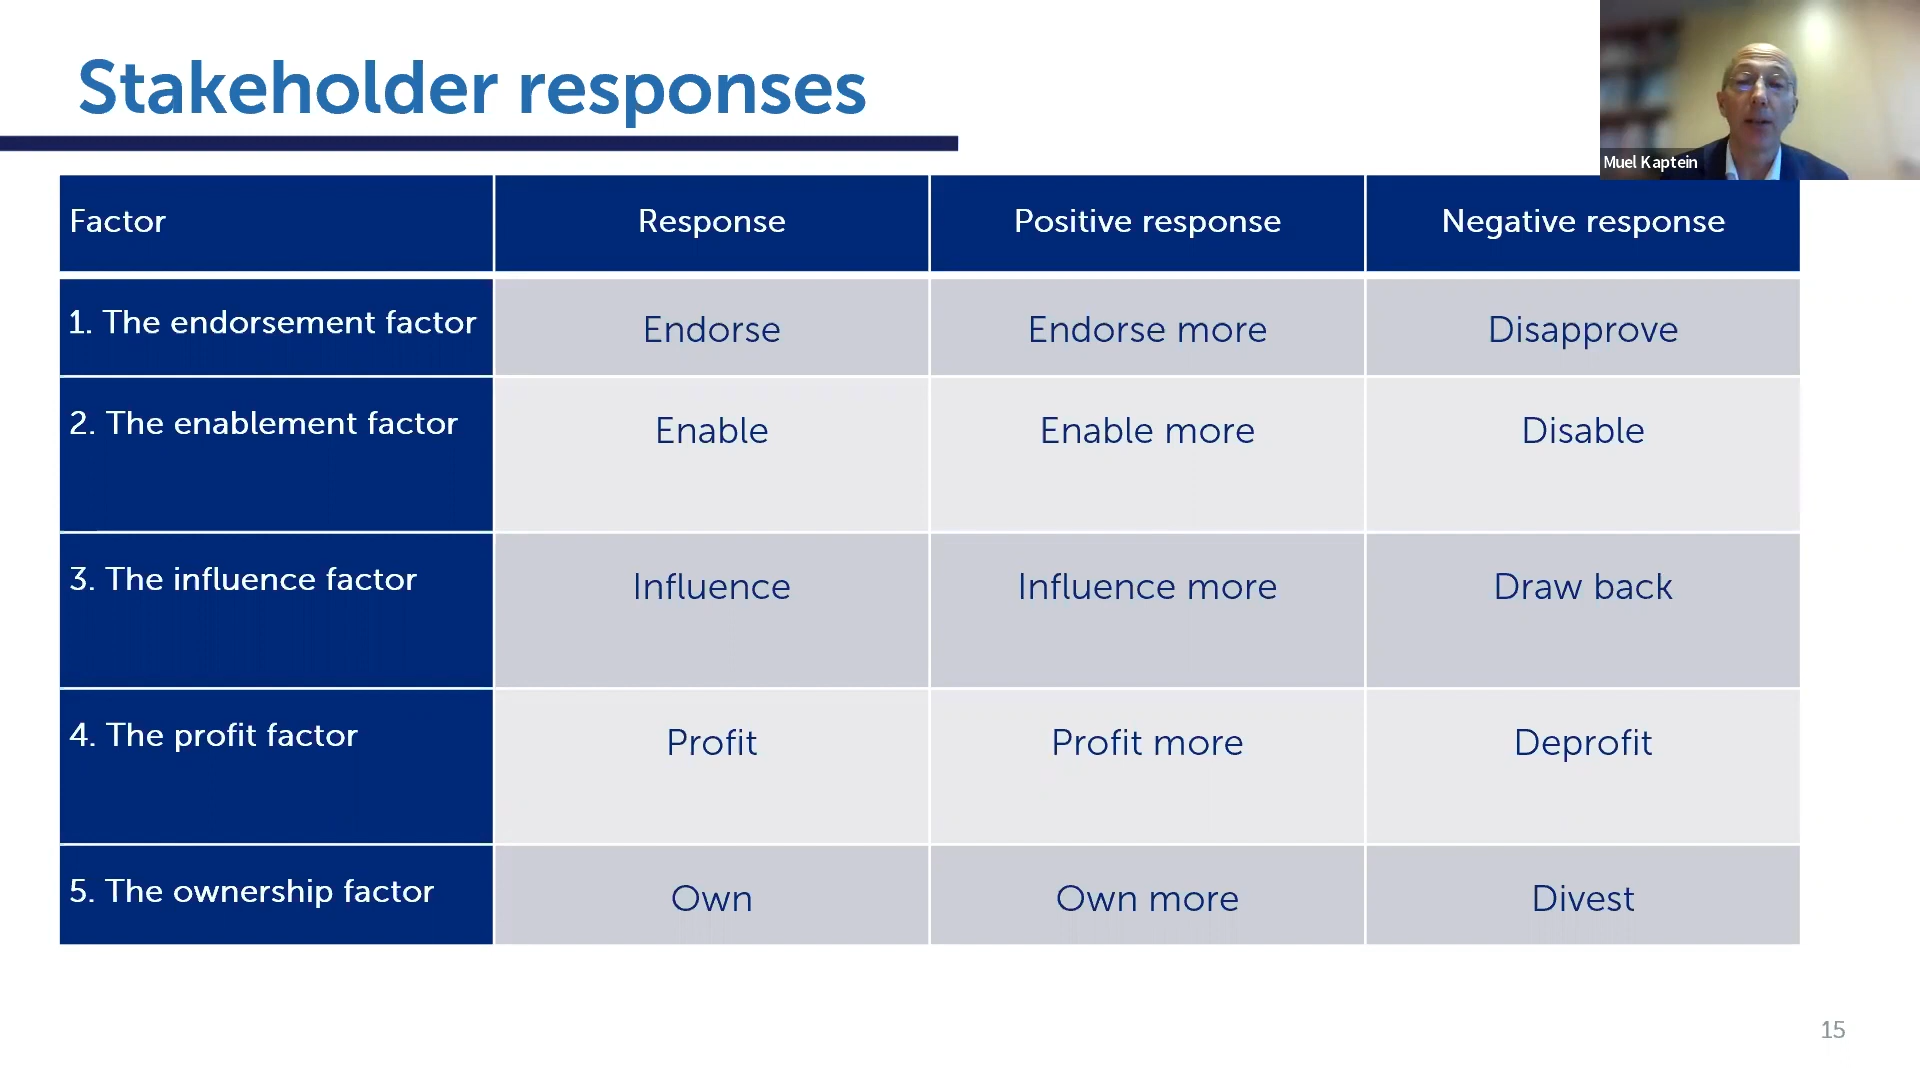 Stakeholder responses
Muel Kaptein
Factor Response Positive response Negative response
1. The endorsement factor Endorse Endorse more Disapprove
2. The enablement factor Enable Enable more Disable
3. The influence factor Influence Influence more Draw back
4. The profit factor Profit Profit more Deprofit
5. The ownership factor Own Own more Divest
15